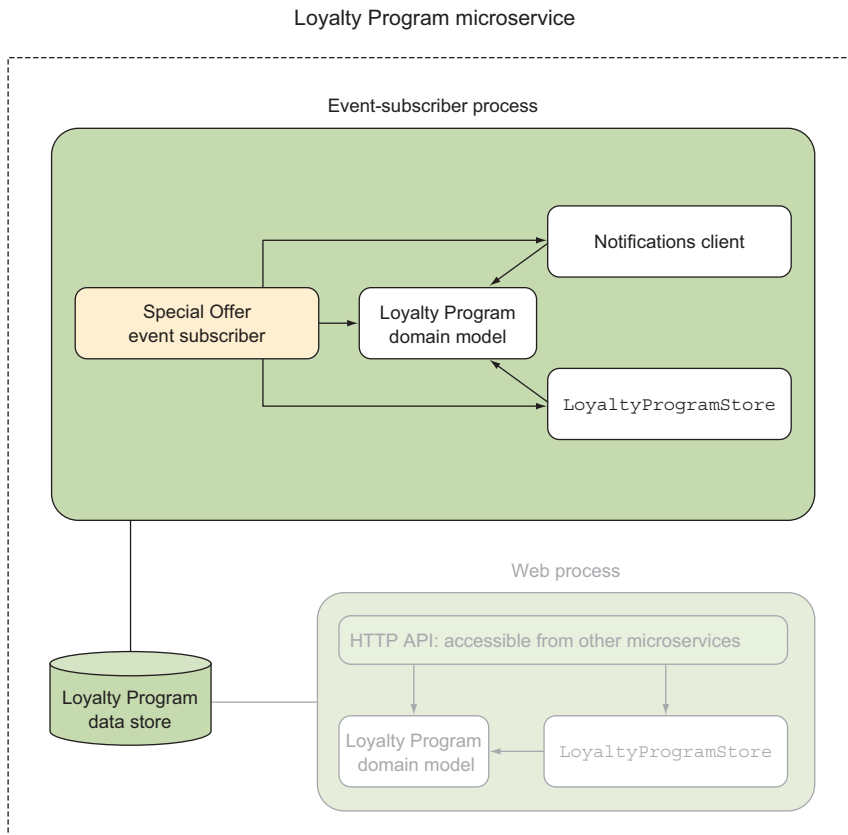 Loyalty Program microservice
Event-subscriber process
Notifications client
Special Offer
event subscriber
Loyalty Program
domain model
LoyaltyProgramStore
Web process
HTTP API: accessible from other microservices
Loyalty Program
data store
Loyalty Program
domain model
LoyaltyProgramStore